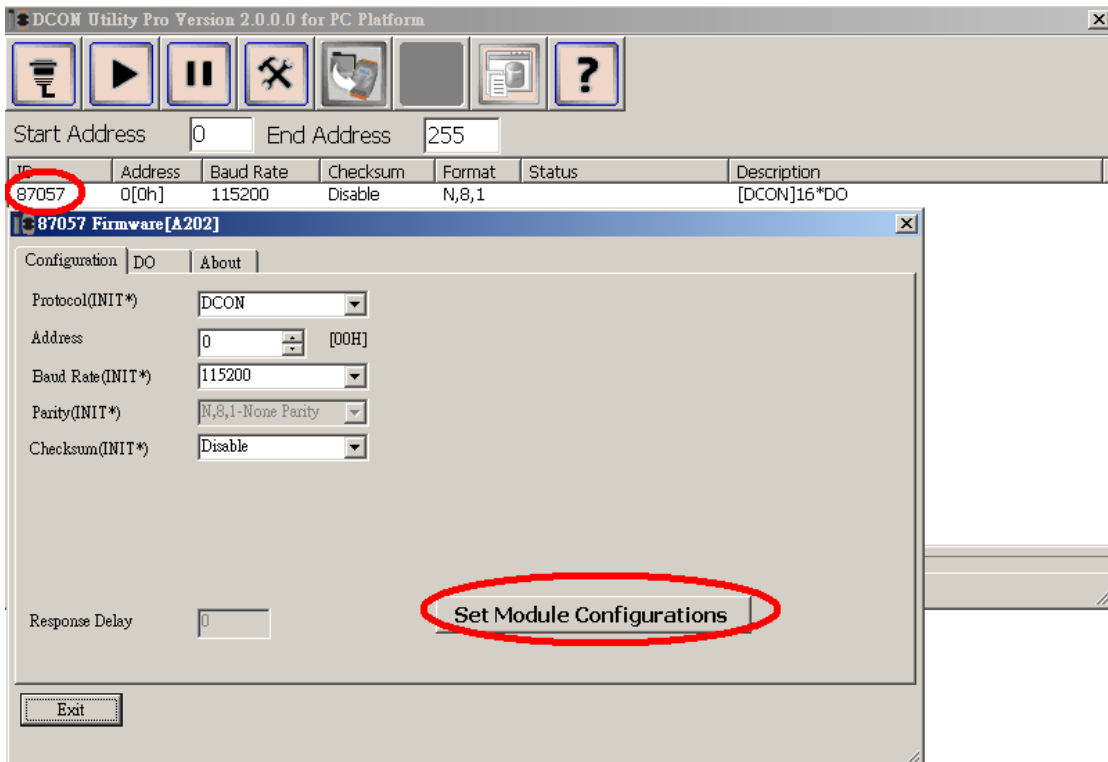 DCON Utility Pro Version 2.0.0.0 for PC Platform
Start Address 0 End Address 255
ID Address Baud Rate Checksum Format Status Description
87057 0[0h] 115200 Disable N,8,1 [DCON]16*DO
87057 Firmware[A202]
Configuration DO About
Protocol(INIT*) DCON
Address 0 [00H]
Baud Rate(INIT*) 115200
Parity(INIT*) N,8,1-None Parity
Checksum(INIT*) Disable
Set Module Configurations
Response Delay 0
Exit